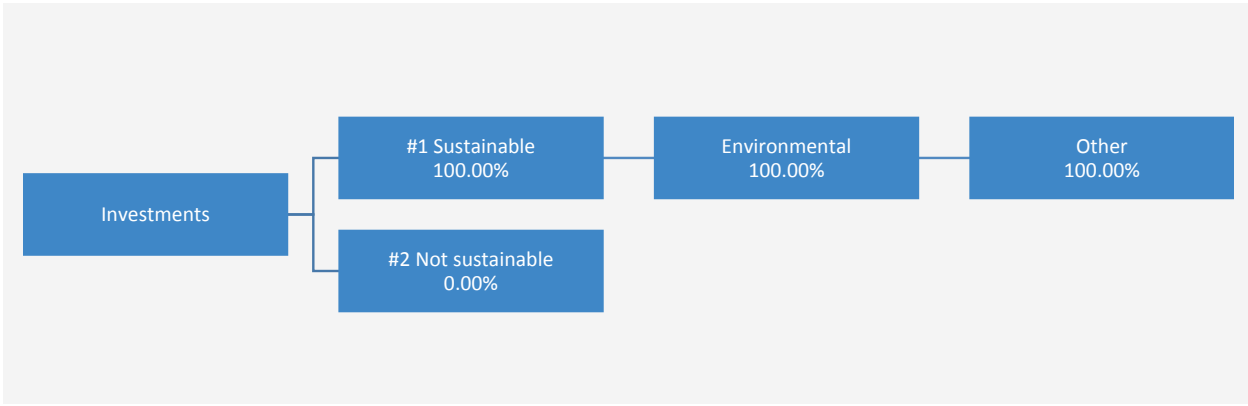 Investments
#1 Sustainable
100.00%
Environmental
100.00%
Other
100.00%
#2 Not sustainable
0.00%